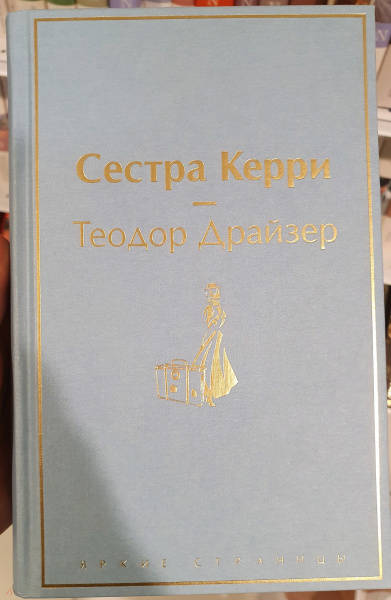 Сестра Керри
Теодор Драйзер
ЯРКИЕ СТРАНИЦЫ